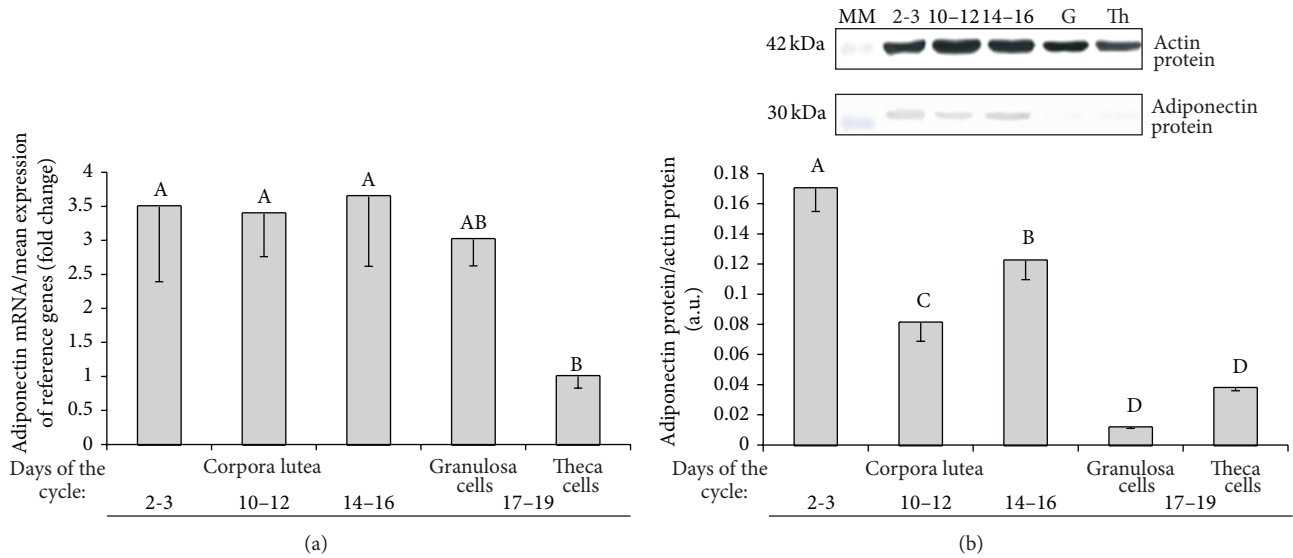 MM 2-3 10–12 14–16 G Th
42 kDa
Actin
protein
30 kDa
Adiponectin
protein
Adiponectin mRNA/mean expression
of reference genes (fold change)
4
3.5
3
2.5
2
1.5
1
0.5
0
A
A
A
AB
B
Days of the
cycle:
Corpora lutea
Granulosa
cells
Theca
cells
2-3
10–12
14–16
17–19
(a)
Adiponectin protein/actin protein
(a.u.)
0.18
0.16
0.14
0.12
0.1
0.08
0.06
0.04
0.02
0
A
C
B
D
D
Days of the
cycle:
Corpora lutea
Granulosa
cells
Theca
cells
2-3
10–12
14–16
17–19
(b)